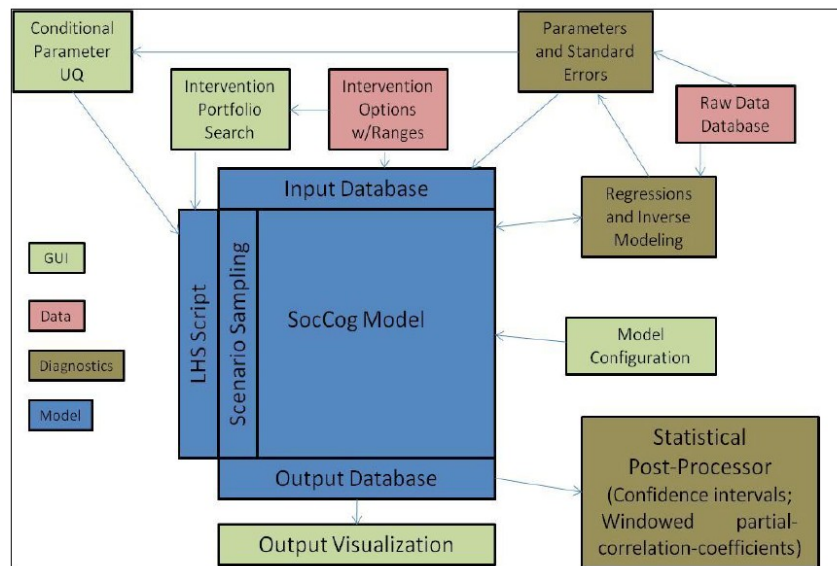 Conditional
Parameter
UQ
Parameters
and Standard
Errors
Intervention
Portfolio
Search
Intervention
Options
w/Ranges
Raw Data
Database
Input Database
Regressions
and Inverse
Modeling
LHS Script
Scenario Sampling
SocCog Model
GUI
Data
Diagnostics
Model
Model
Configuration
Output Database
Output Visualization
Statistical
Post-Processor
(Confidence intervals;
Windowed partial-
correlation-coefficients)